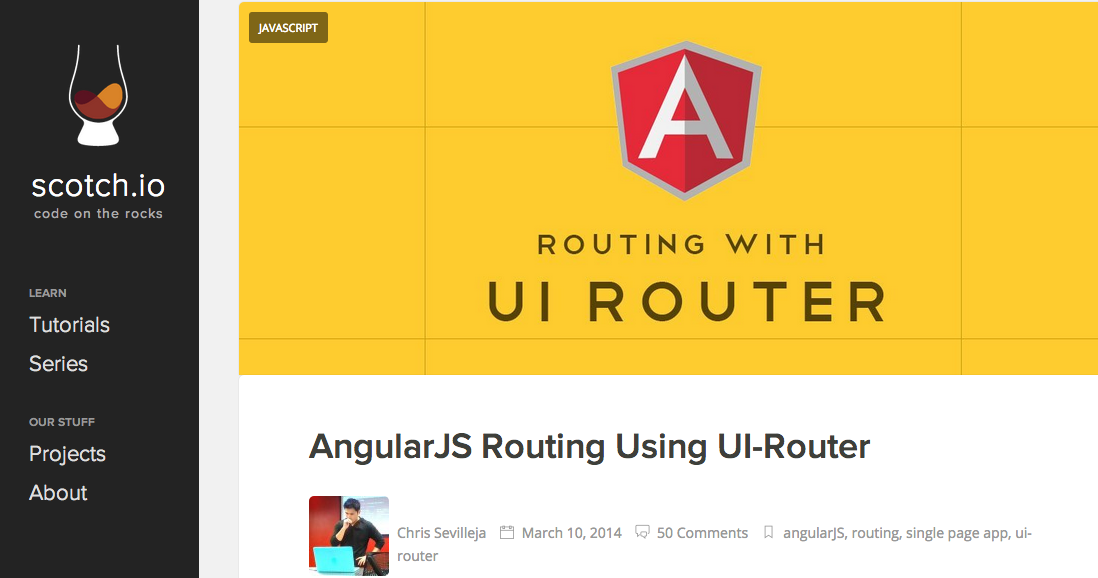 scotch.io
code on the rocks
LEARN
Tutorials
Series
OUR STUFF
Projects
About
JAVASCRIPT
A
ROUTING WITH
UI ROUTER
AngularJS Routing Using UI-Router
Chris Sevilleja March 10, 2014 50 Comments angularJS, routing, single page app, ui-
router